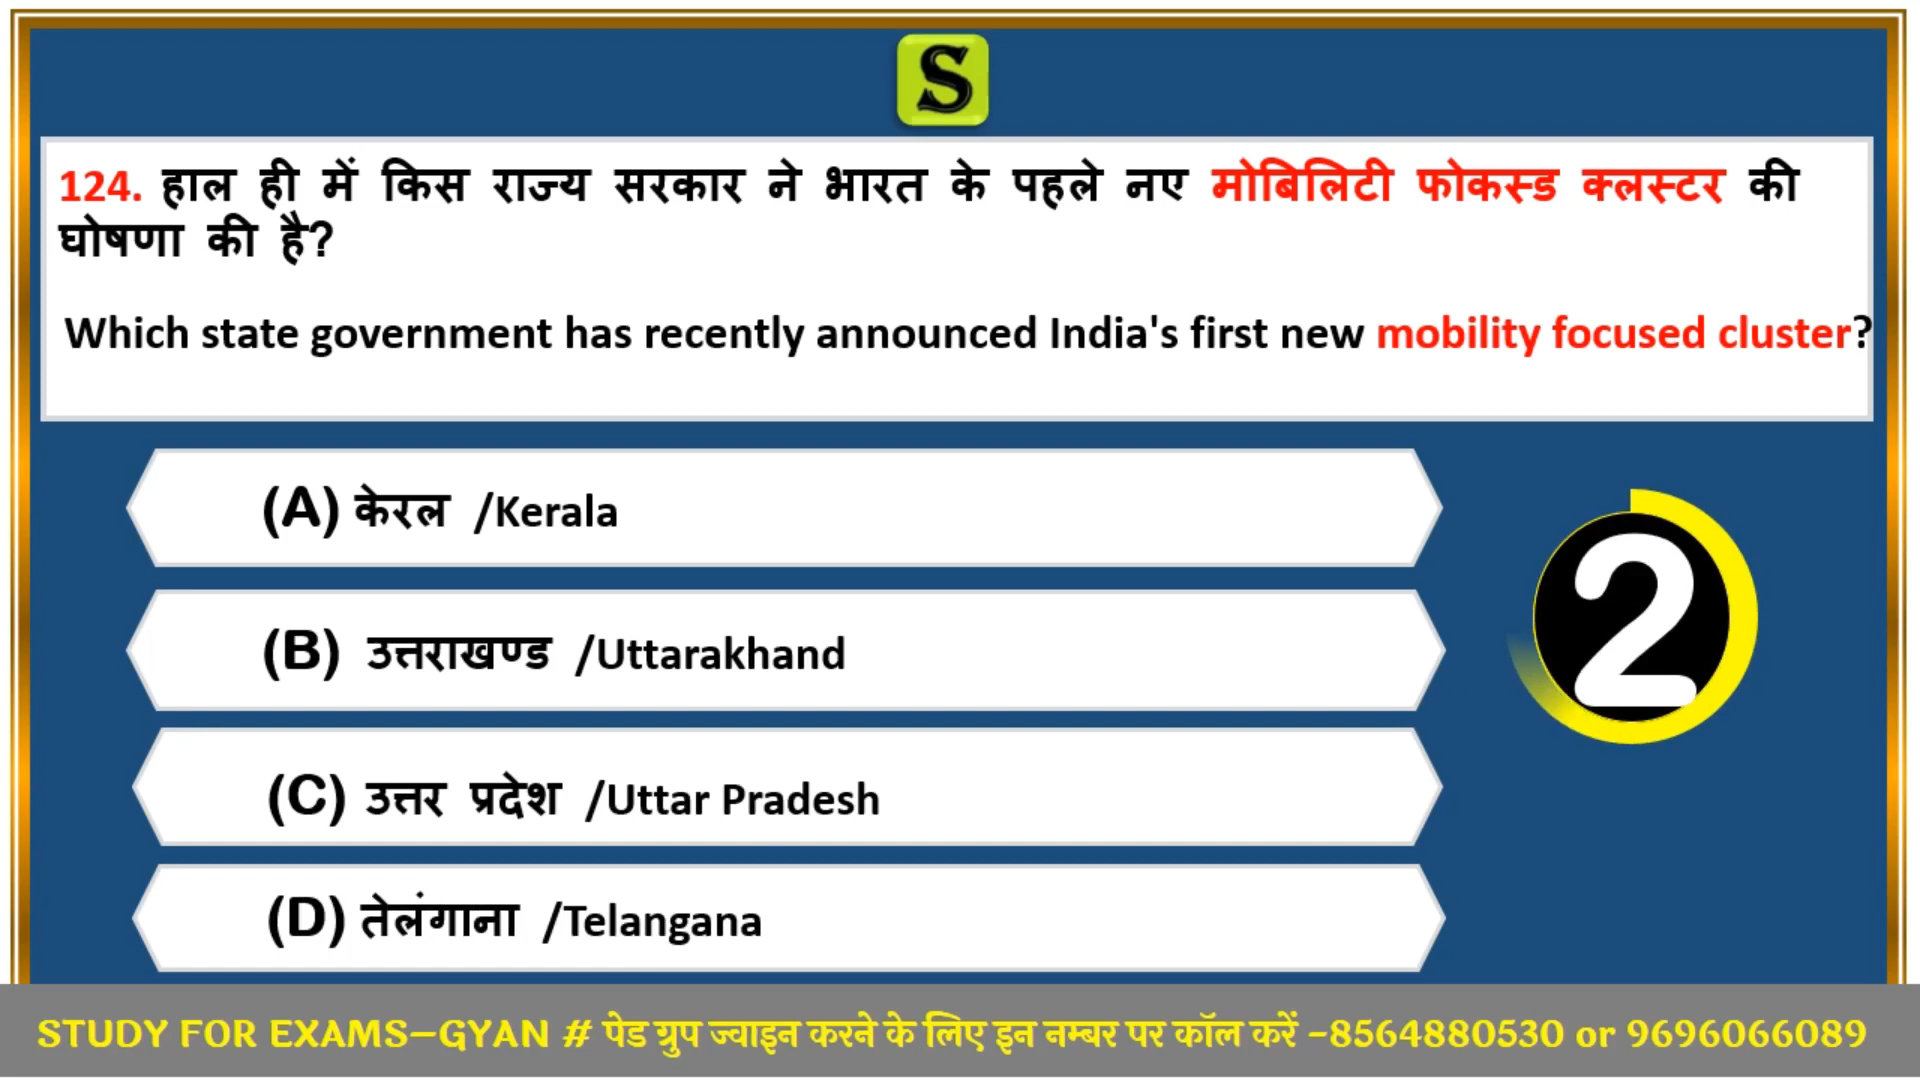 S
124. हाल ही में किस राज्य सरकार ने भारत के पहले नए मोबिलिटी फोकस्ड क्लस्टर की
घोषणा की है?
Which state government has recently announced India's first new mobility focused cluster?
(A) केरल /Kerala
(B) उत्तराखण्ड /Uttarakhand
(C) उत्तर प्रदेश /Uttar Pradesh
(D) तेलंगाना /Telangana
2
STUDY FOR EXAMS-GYAN # पेड ग्रुप ज्वाइन करने के लिए इन नम्बर पर कॉल करें -8564880530 or 9696066089